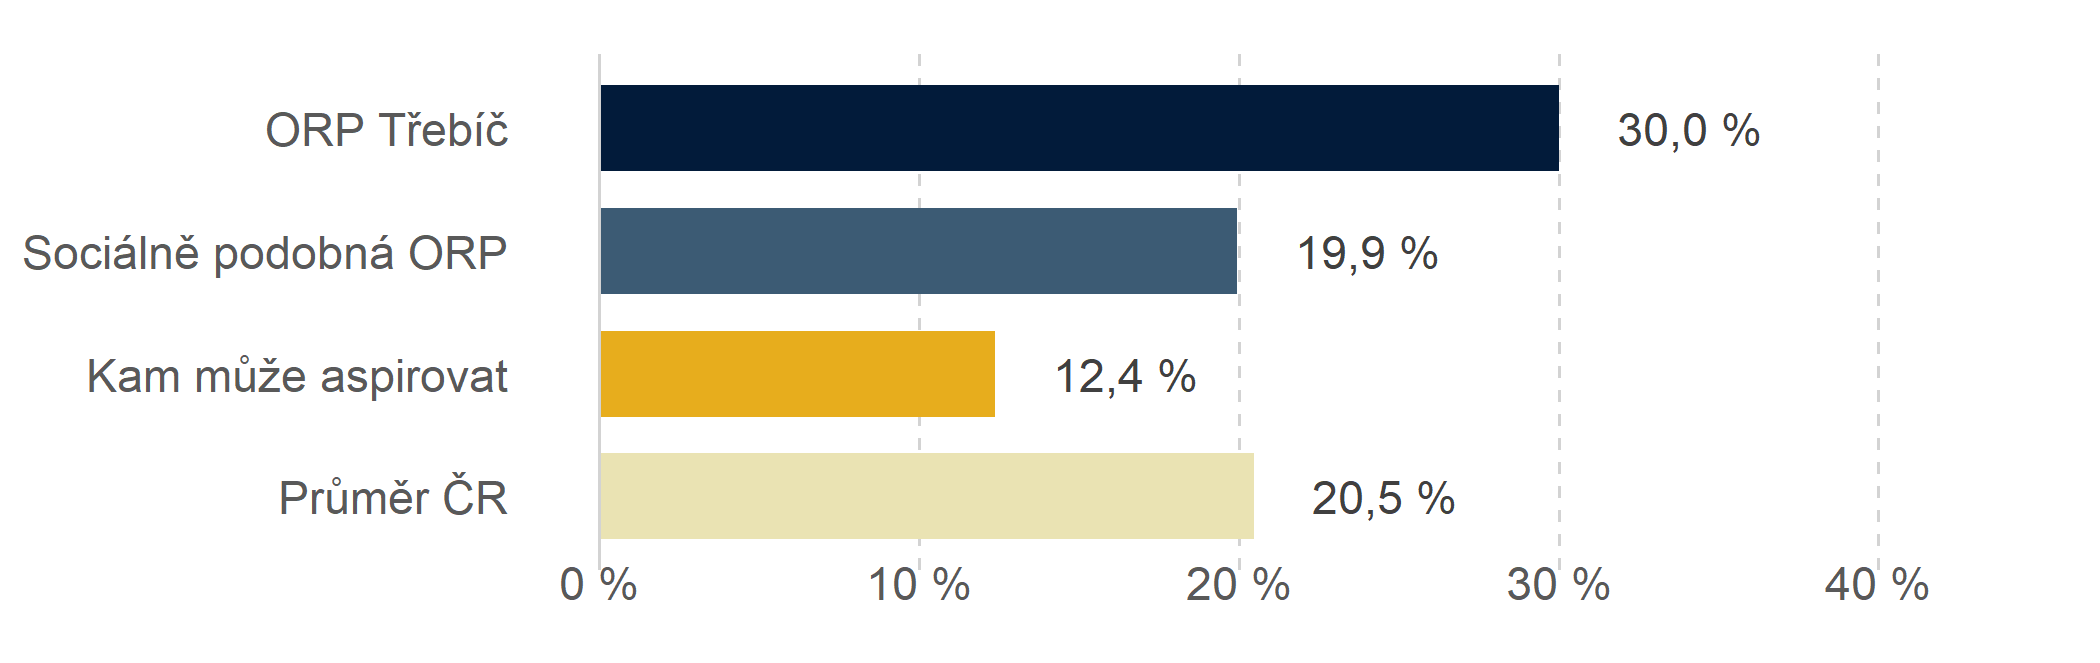 ORP Třebíč
30,0 %
Sociálně podobná ORP
19,9 %
Kam může aspirovat
12,4 %
Průměr ČR
20,5 %
0 %
10 %
20 %
30 %
40 %